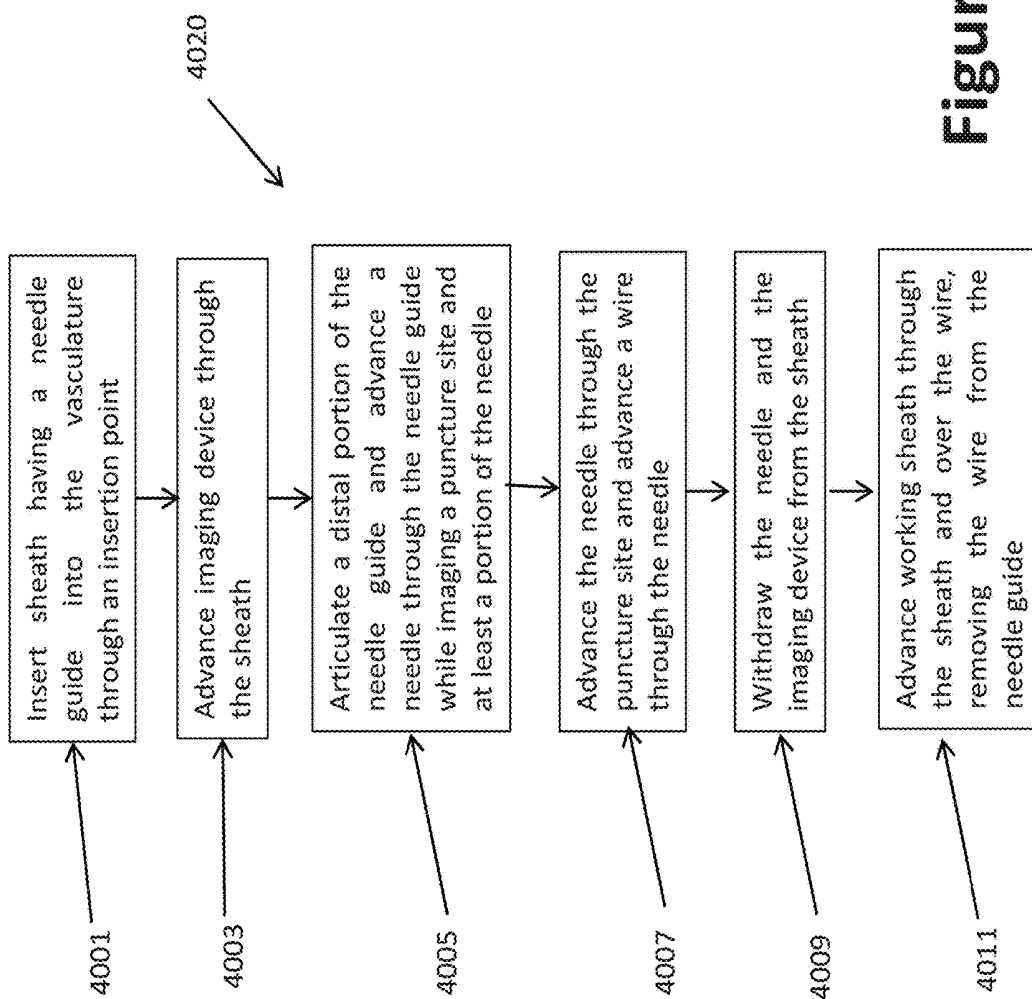 4020
4001
Insert sheath having a needle
guide into the vasculature
through an insertion point
4003
Advance imaging device through
the sheath
4005
Articulate a distal portion of the
needle guide and advance a
needle through the needle guide
while imaging a puncture site and
at least a portion of the needle
4007
Advance the needle through the
puncture site and advance a wire
through the needle
4009
Withdraw the needle and the
imaging device from the sheath
4011
Advance working sheath through
the sheath and over the wire,
removing the wire from the
needle guide